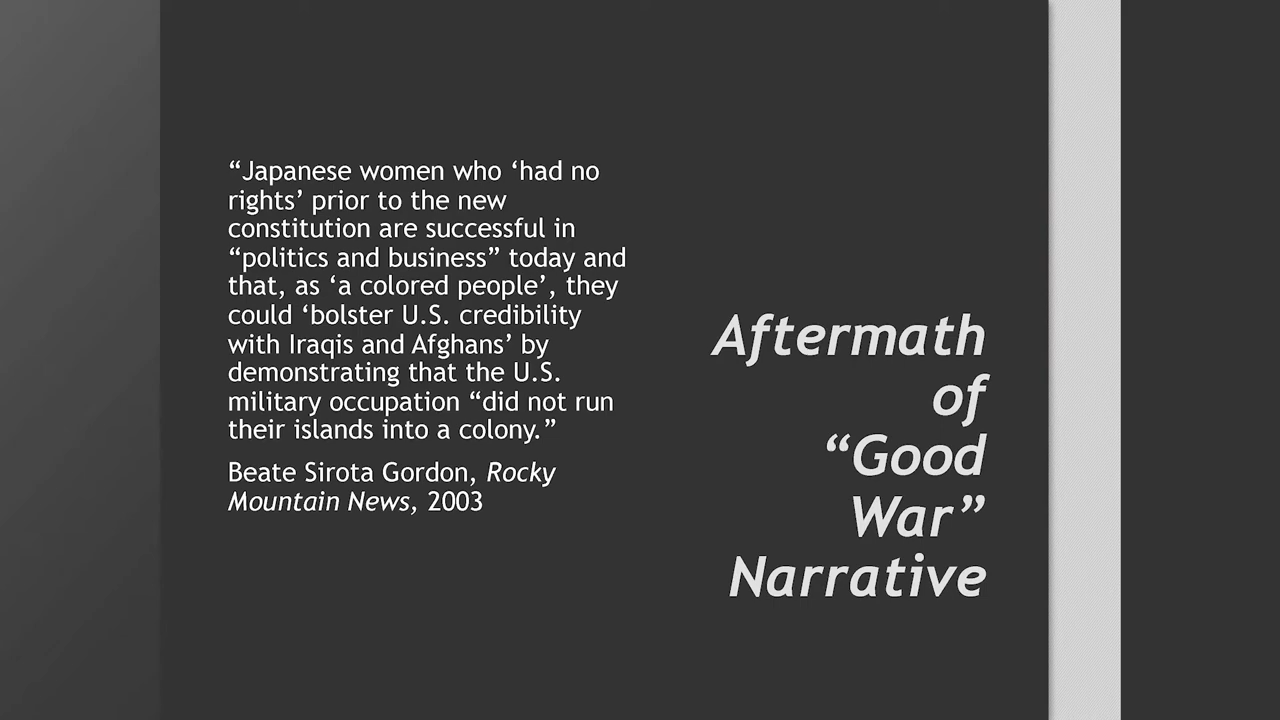 “Japanese women who ‘had no
rights’ prior to the new
constitution are successful in
“politics and business” today and
that, as ‘a colored people’, they
could ‘bolster U.S. credibility
with Iraqis and Afghans’ by
demonstrating that the U.S.
military occupation “did not run
their islands into a colony.”
Beate Sirota Gordon, Rocky
Mountain News, 2003
Aftermath
of
“Good
War”
Narrative